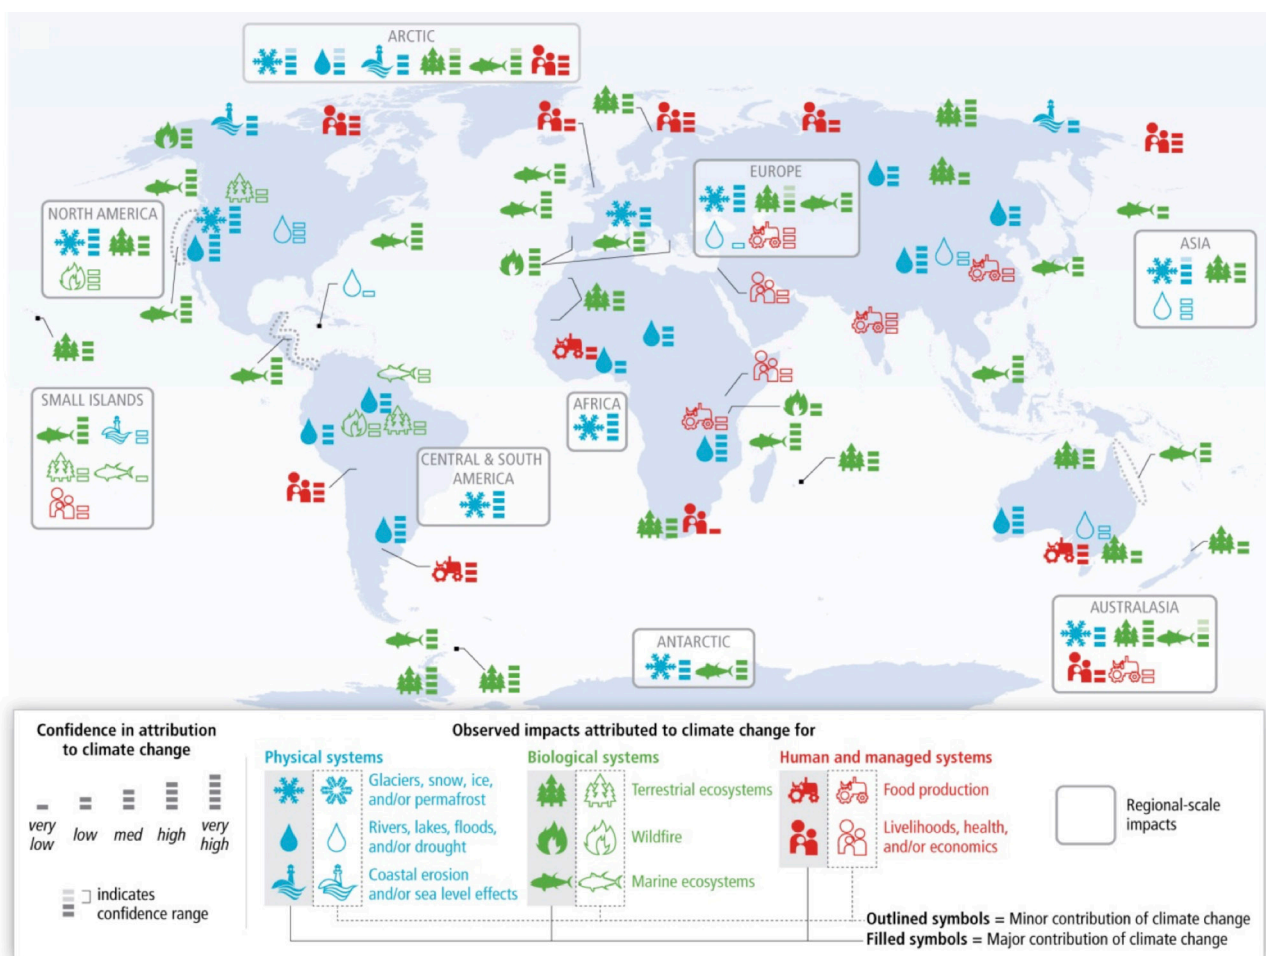 ARCTIC
EUROPE
NORTH AMERICA
ASIA
SMALL ISLANDS
AFRICA
CENTRAL & SOUTH
AMERICA
AUSTRALASIA
ANTARCTIC
Confidence in attribution
to climate change
very
low
low
med
high
very
high
indicates
confidence range
Observed impacts attributed to climate change for
Physical systems
Glaciers, snow, ice,
and/or permafrost
Rivers, lakes, floods,
and/or drought
Coastal erosion
and/or sea level effects
Biological systems
Terrestrial ecosystems
Wildfire
Marine ecosystems
Human and managed systems
Food production
Livelihoods, health,
and/or economics
Regional-scale
impacts
Outlined symbols = Minor contribution of climate change
Filled symbols = Major contribution of climate change